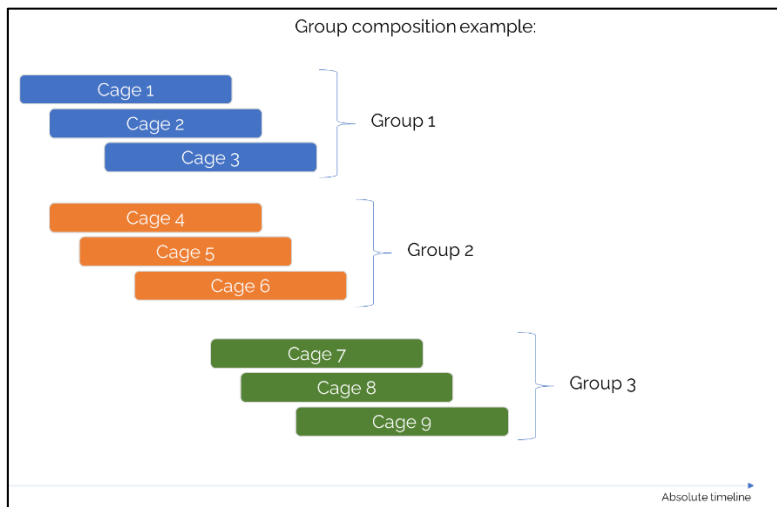 Group composition example:
Cage 1
Cage 2
Cage 3
Group 1
Cage 4
Cage 5
Cage 6
Group 2
Cage 7
Cage 8
Cage 9
Group 3
Absolute timeline